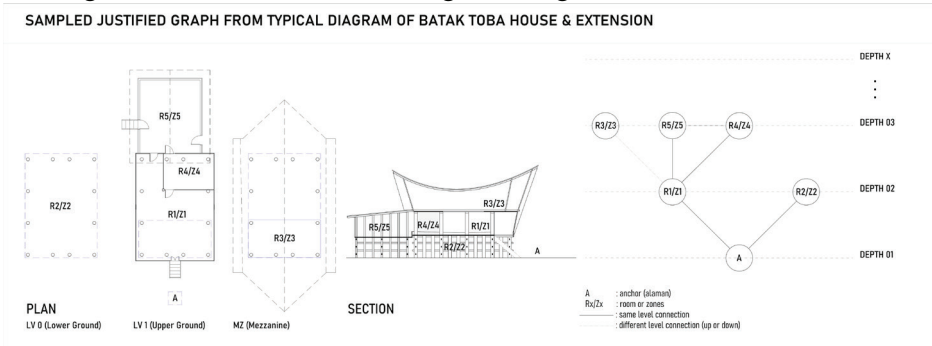 SAMPLED JUSTIFIED GRAPH FROM TYPICAL DIAGRAM OF BATAK TOBA HOUSE & EXTENSION
R2/Z2
R5/Z5
R4/Z4
R1/Z1
A
R3/Z3
PLAN
LV 0 (Lower Ground)
LV 1 (Upper Ground)
MZ (Mezzanine)
R3/Z3
R5/Z5
R4/Z4
R1/Z1
R2/Z2
A
SECTION
DEPTH X
R3/Z3
R5/Z5
R4/Z4
DEPTH 03
R1/Z1
R2/Z2
DEPTH 02
A
DEPTH 01
A : anchor (alaman)
Rx/Zx : room or zones
: same level connection
: different level connection (up or down)